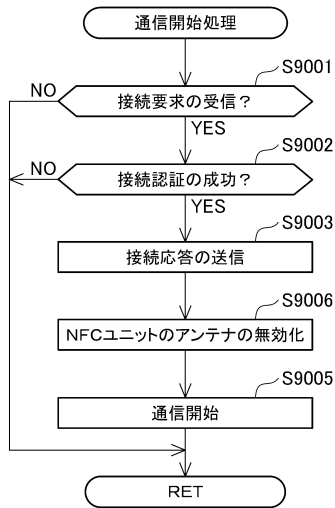 通信開始処理
S9001
接続要求の受信？
NO
YES
S9002
接続認証の成功？
NO
YES
S9003
接続応答の送信
S9006
NFCユニットのアンテナの無効化
S9005
通信開始
RET